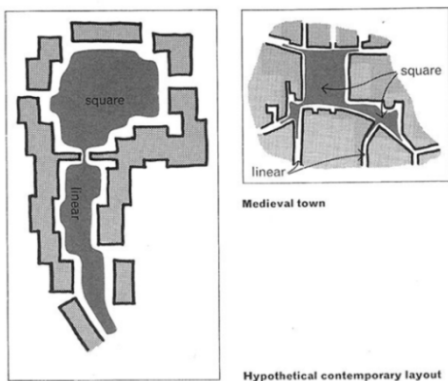 square
linear
square
linear
Medieval town
Hypothetical contemporary layout